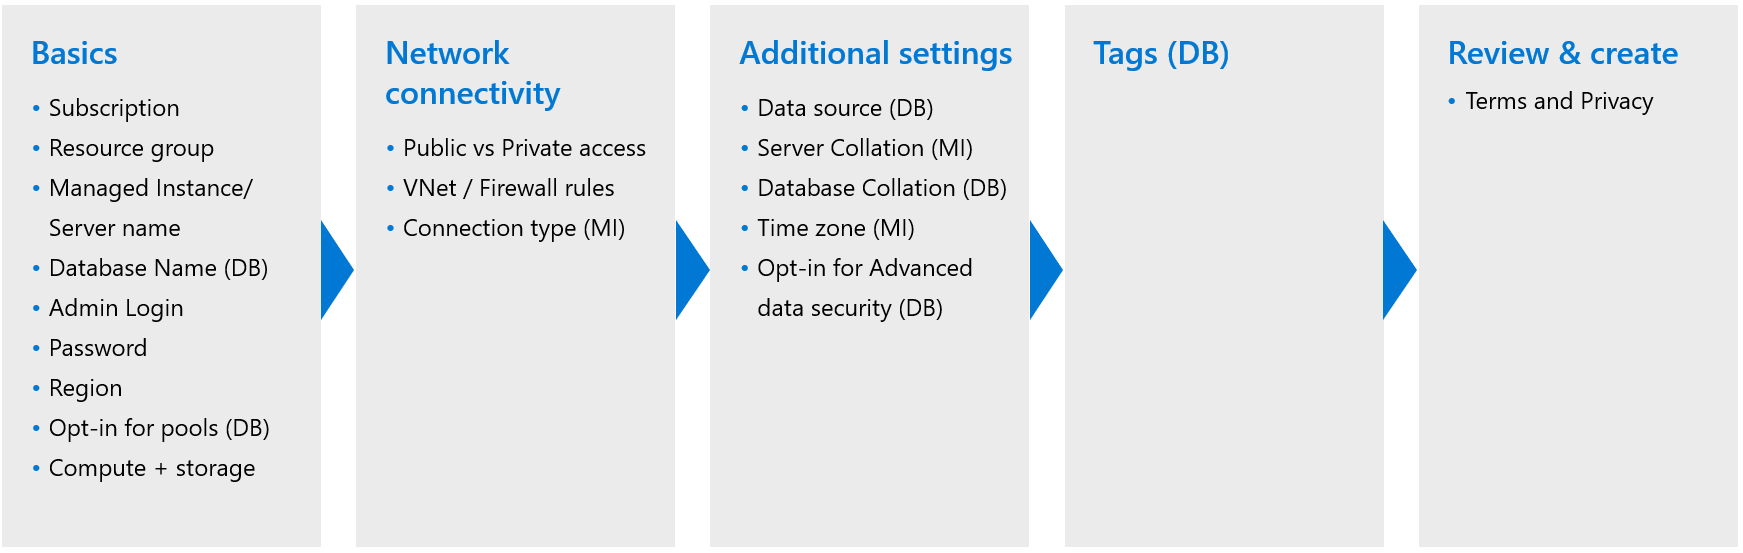 Basics
• Subscription
• Resource group
• Managed Instance/
Server name
• Database Name (DB)
• Admin Login
• Password
• Region
• Opt-in for pools (DB)
• Compute + storage
Network
connectivity
• Public vs Private access
• VNet / Firewall rules
• Connection type (MI)
Additional settings
• Data source (DB)
• Server Collation (MI)
• Database Collation (DB)
• Time zone (MI)
• Opt-in for Advanced
data security (DB)
Tags (DB)
Review & create
• Terms and Privacy